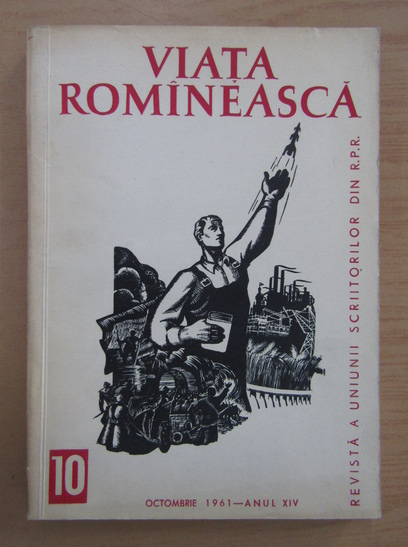 VIAȚA
ROMÎNEASCĂ
REVISTĂ A UNIUNII SCRIITORILOR DIN R.P.R.
10
OCTOMBRIE 1961 — ANUL XIV